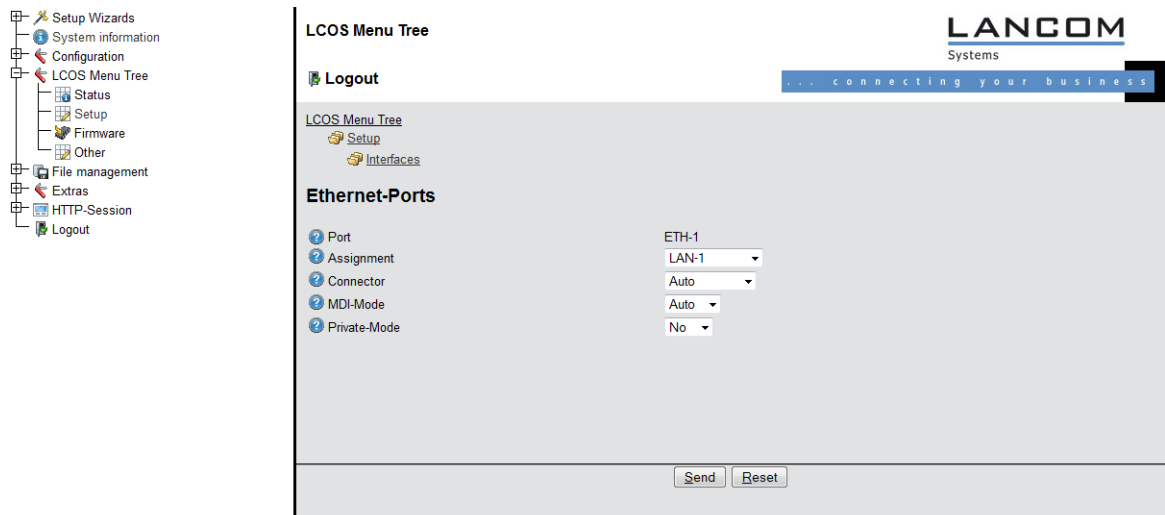 Setup Wizards
System information
Configuration
LCOS Menu Tree
Status
Setup
Firmware
Other
File management
Extras
HTTP-Session
Logout
LCOS Menu Tree
LANCOM
Systems
Logout
... connecting your business
LCOS Menu Tree
Setup
Interfaces
Ethernet-Ports
Port ETH-1
Assignment LAN-1
Connector Auto
MDI-Mode Auto
Private-Mode No
Send Reset